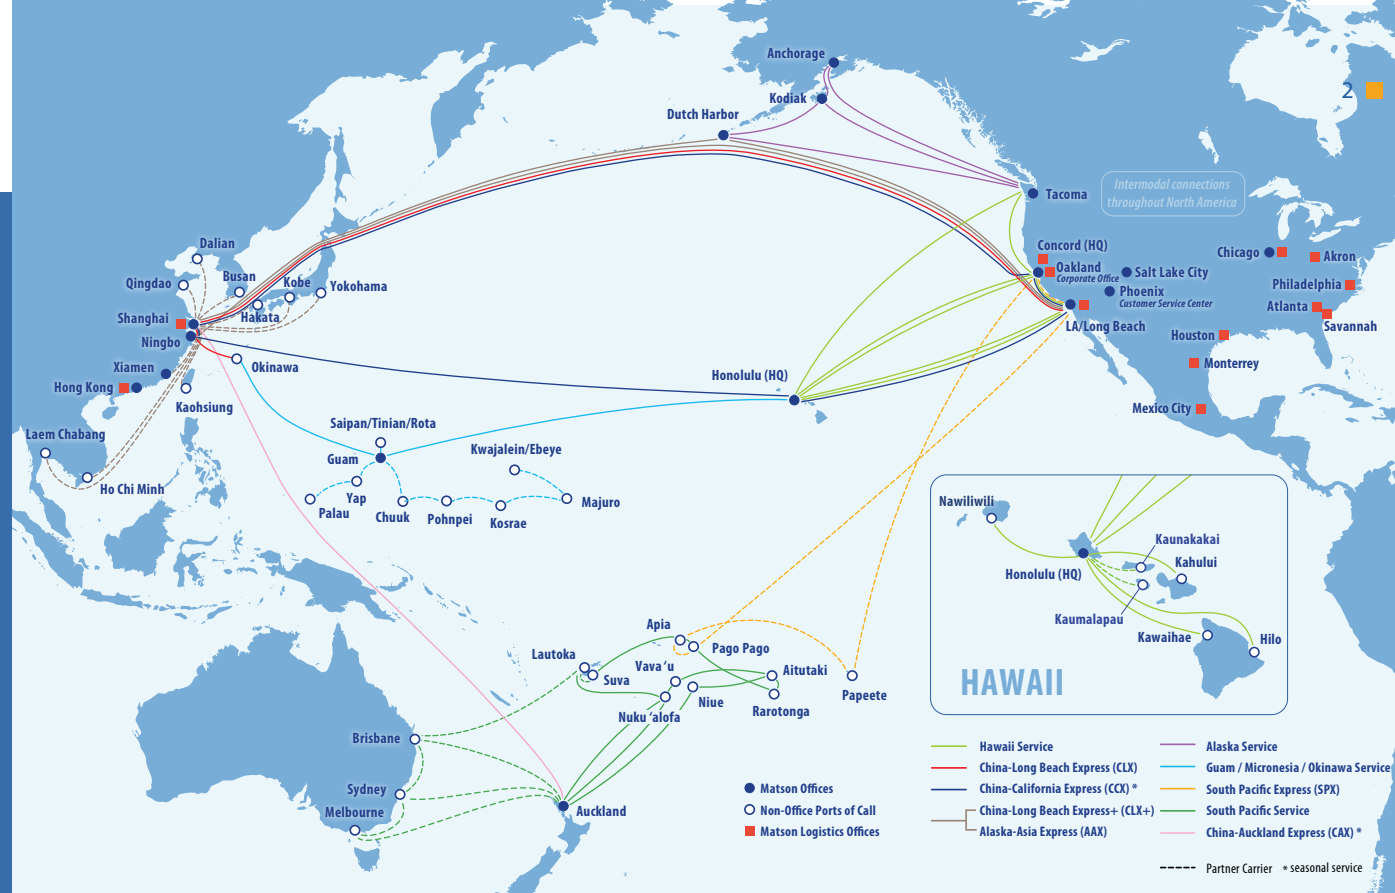 2
Anchorage
Kodiak
Dutch Harbor
Tacoma
Intermodal connections
throughout North America
Dalian
Qingdao
Busan
Kobe
Yokohama
Hakata
Shanghai
Ningbo
Xiamen
Okinawa
Hong Kong
Kaohsiung
Laem Chabang
Ho Chi Minh
Concord (HQ)
Oakland
Corporate Office
Salt Lake City
Phoenix
Customer Service Center
LA/Long Beach
Chicago
Akron
Philadelphia
Atlanta
Savannah
Houston
Monterrey
Mexico City
Honolulu (HQ)
Saipan/Tinian/Rota
Guam
Kwajalein/Ebeye
Yap
Palau
Chuuk
Pohnpei
Kosrae
Majuro
Nawiliwili
Kaunakakai
Kahului
Honolulu (HQ)
Kaumalapau
Kawaihae
Hilo
HAWAII
Apia
Pago Pago
Lautoka
Suva
Vava ‘u
Aitutaki
Niue
Papeete
Nuku ‘alofa
Rarotonga
Brisbane
Sydney
Melbourne
Auckland
Matson Offices
Non-Office Ports of Call
Matson Logistics Offices
Hawaii Service
China-Long Beach Express (CLX)
China-California Express (CCX) *
China-Long Beach Express+ (CLX+)
Alaska-Asia Express (AAX)
Alaska Service
Guam / Micronesia / Okinawa Service
South Pacific Express (SPX)
South Pacific Service
China-Auckland Express (CAX) *
Partner Carrier * seasonal service